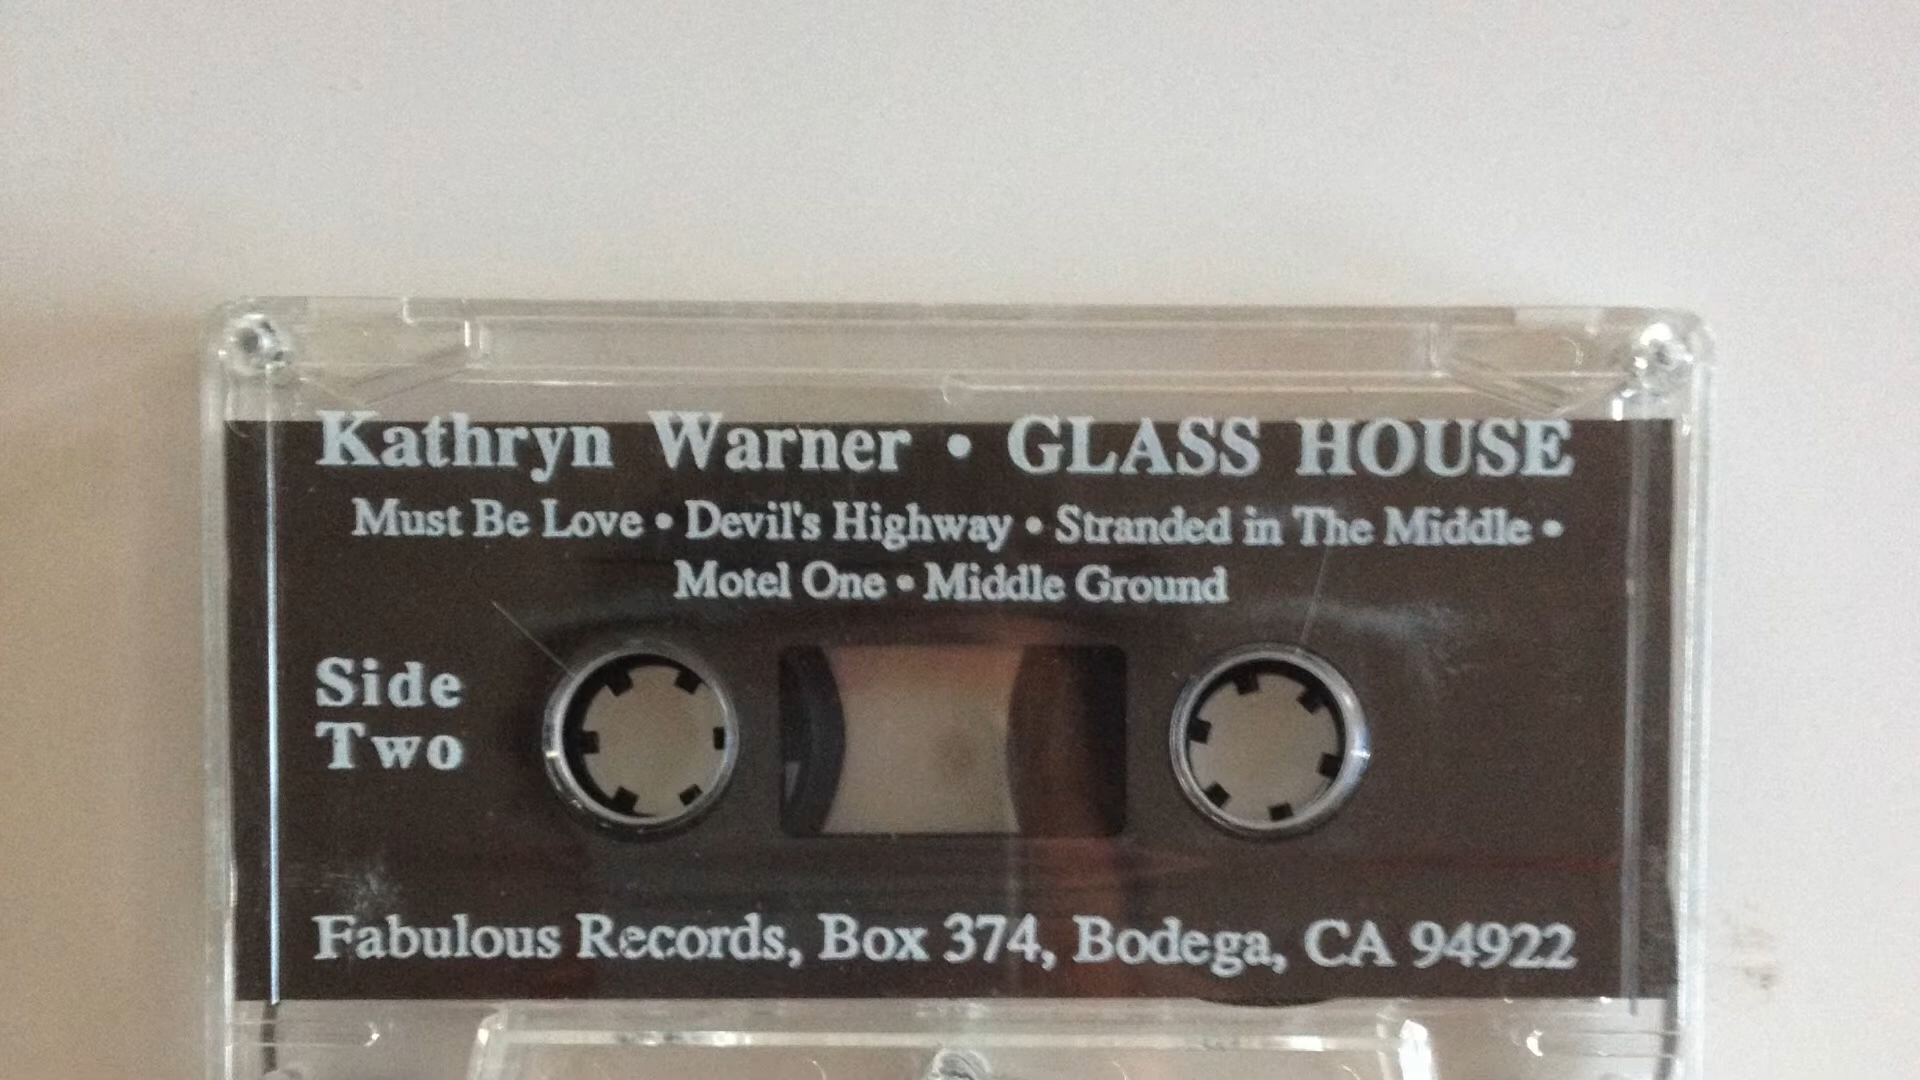 Kathryn Warner • GLASS HOUSE
Must Be Love • Devil's Highway • Stranded in The Middle •
Motel One • Middle Ground
Side
Two
Fabulous Records, Box 374, Bodega, CA 94922